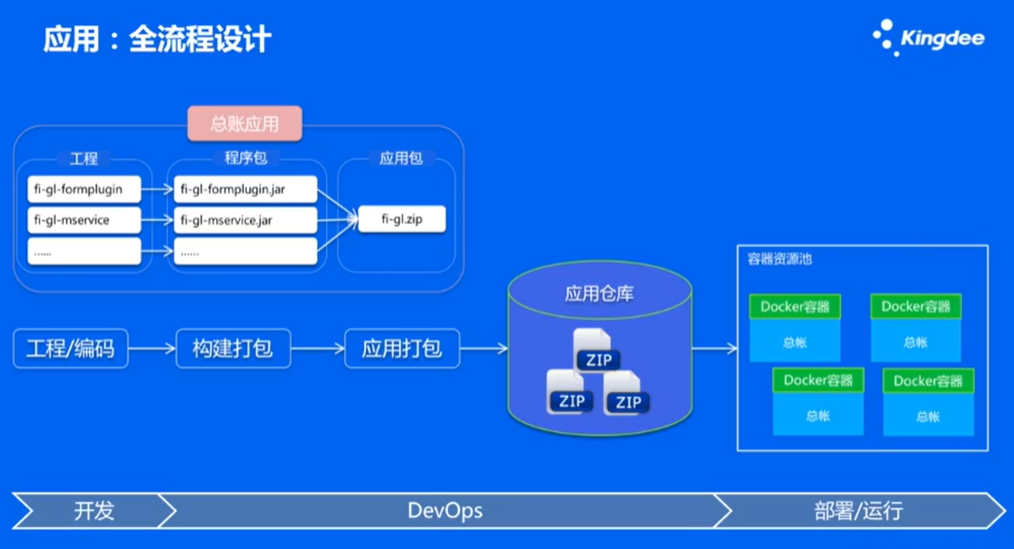 应用：全流程设计
Kingdee
总账应用
工程
程序包
应用包
fi-gl-formplugin
fi-gl-formplugin.jar
fi-gl-mservice
fi-gl-mservice.jar
fi-gl.zip
......
......
工程/编码
构建打包
应用打包
应用仓库
ZIP
ZIP
ZIP
容器资源池
Docker容器
总帐
Docker容器
总帐
Docker容器
总帐
Docker容器
总帐
开发
DevOps
部署/运行